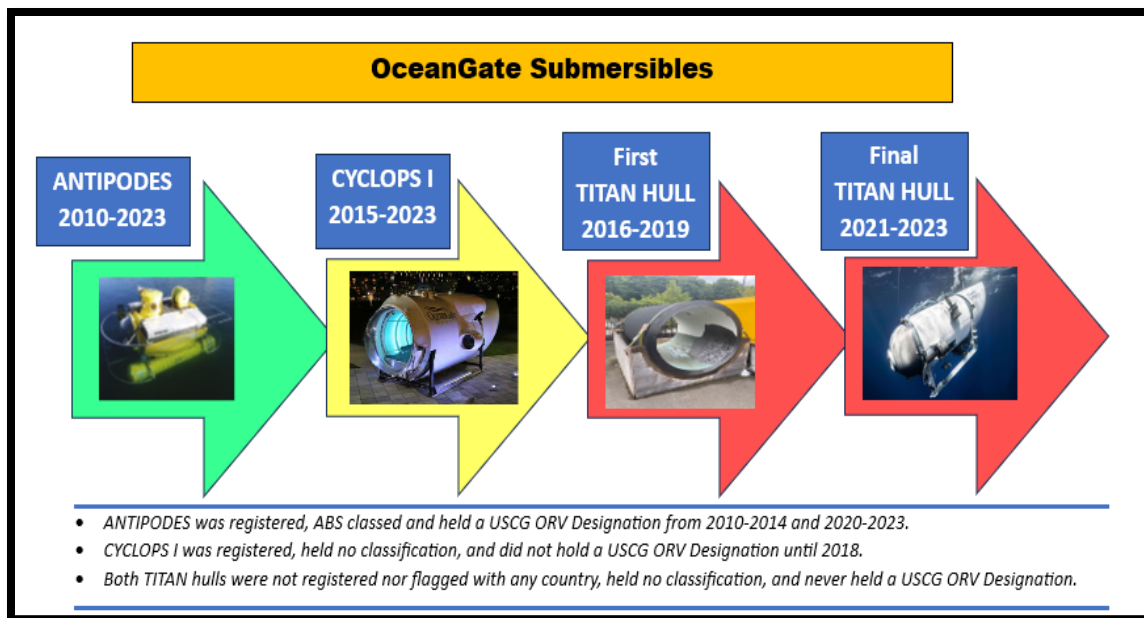 OceanGate Submersibles
ANTIPODES
2010-2023
CYCLOPS I
2015-2023
First
TITAN HULL
2016-2019
Final
TITAN HULL
2021-2023
• ANTIPODES was registered, ABS classed and held a USCG ORV Designation from 2010-2014 and 2020-2023.
• CYCLOPS I was registered, held no classification, and did not hold a USCG ORV Designation until 2018.
• Both TITAN hulls were not registered nor flagged with any country, held no classification, and never held a USCG ORV Designation.